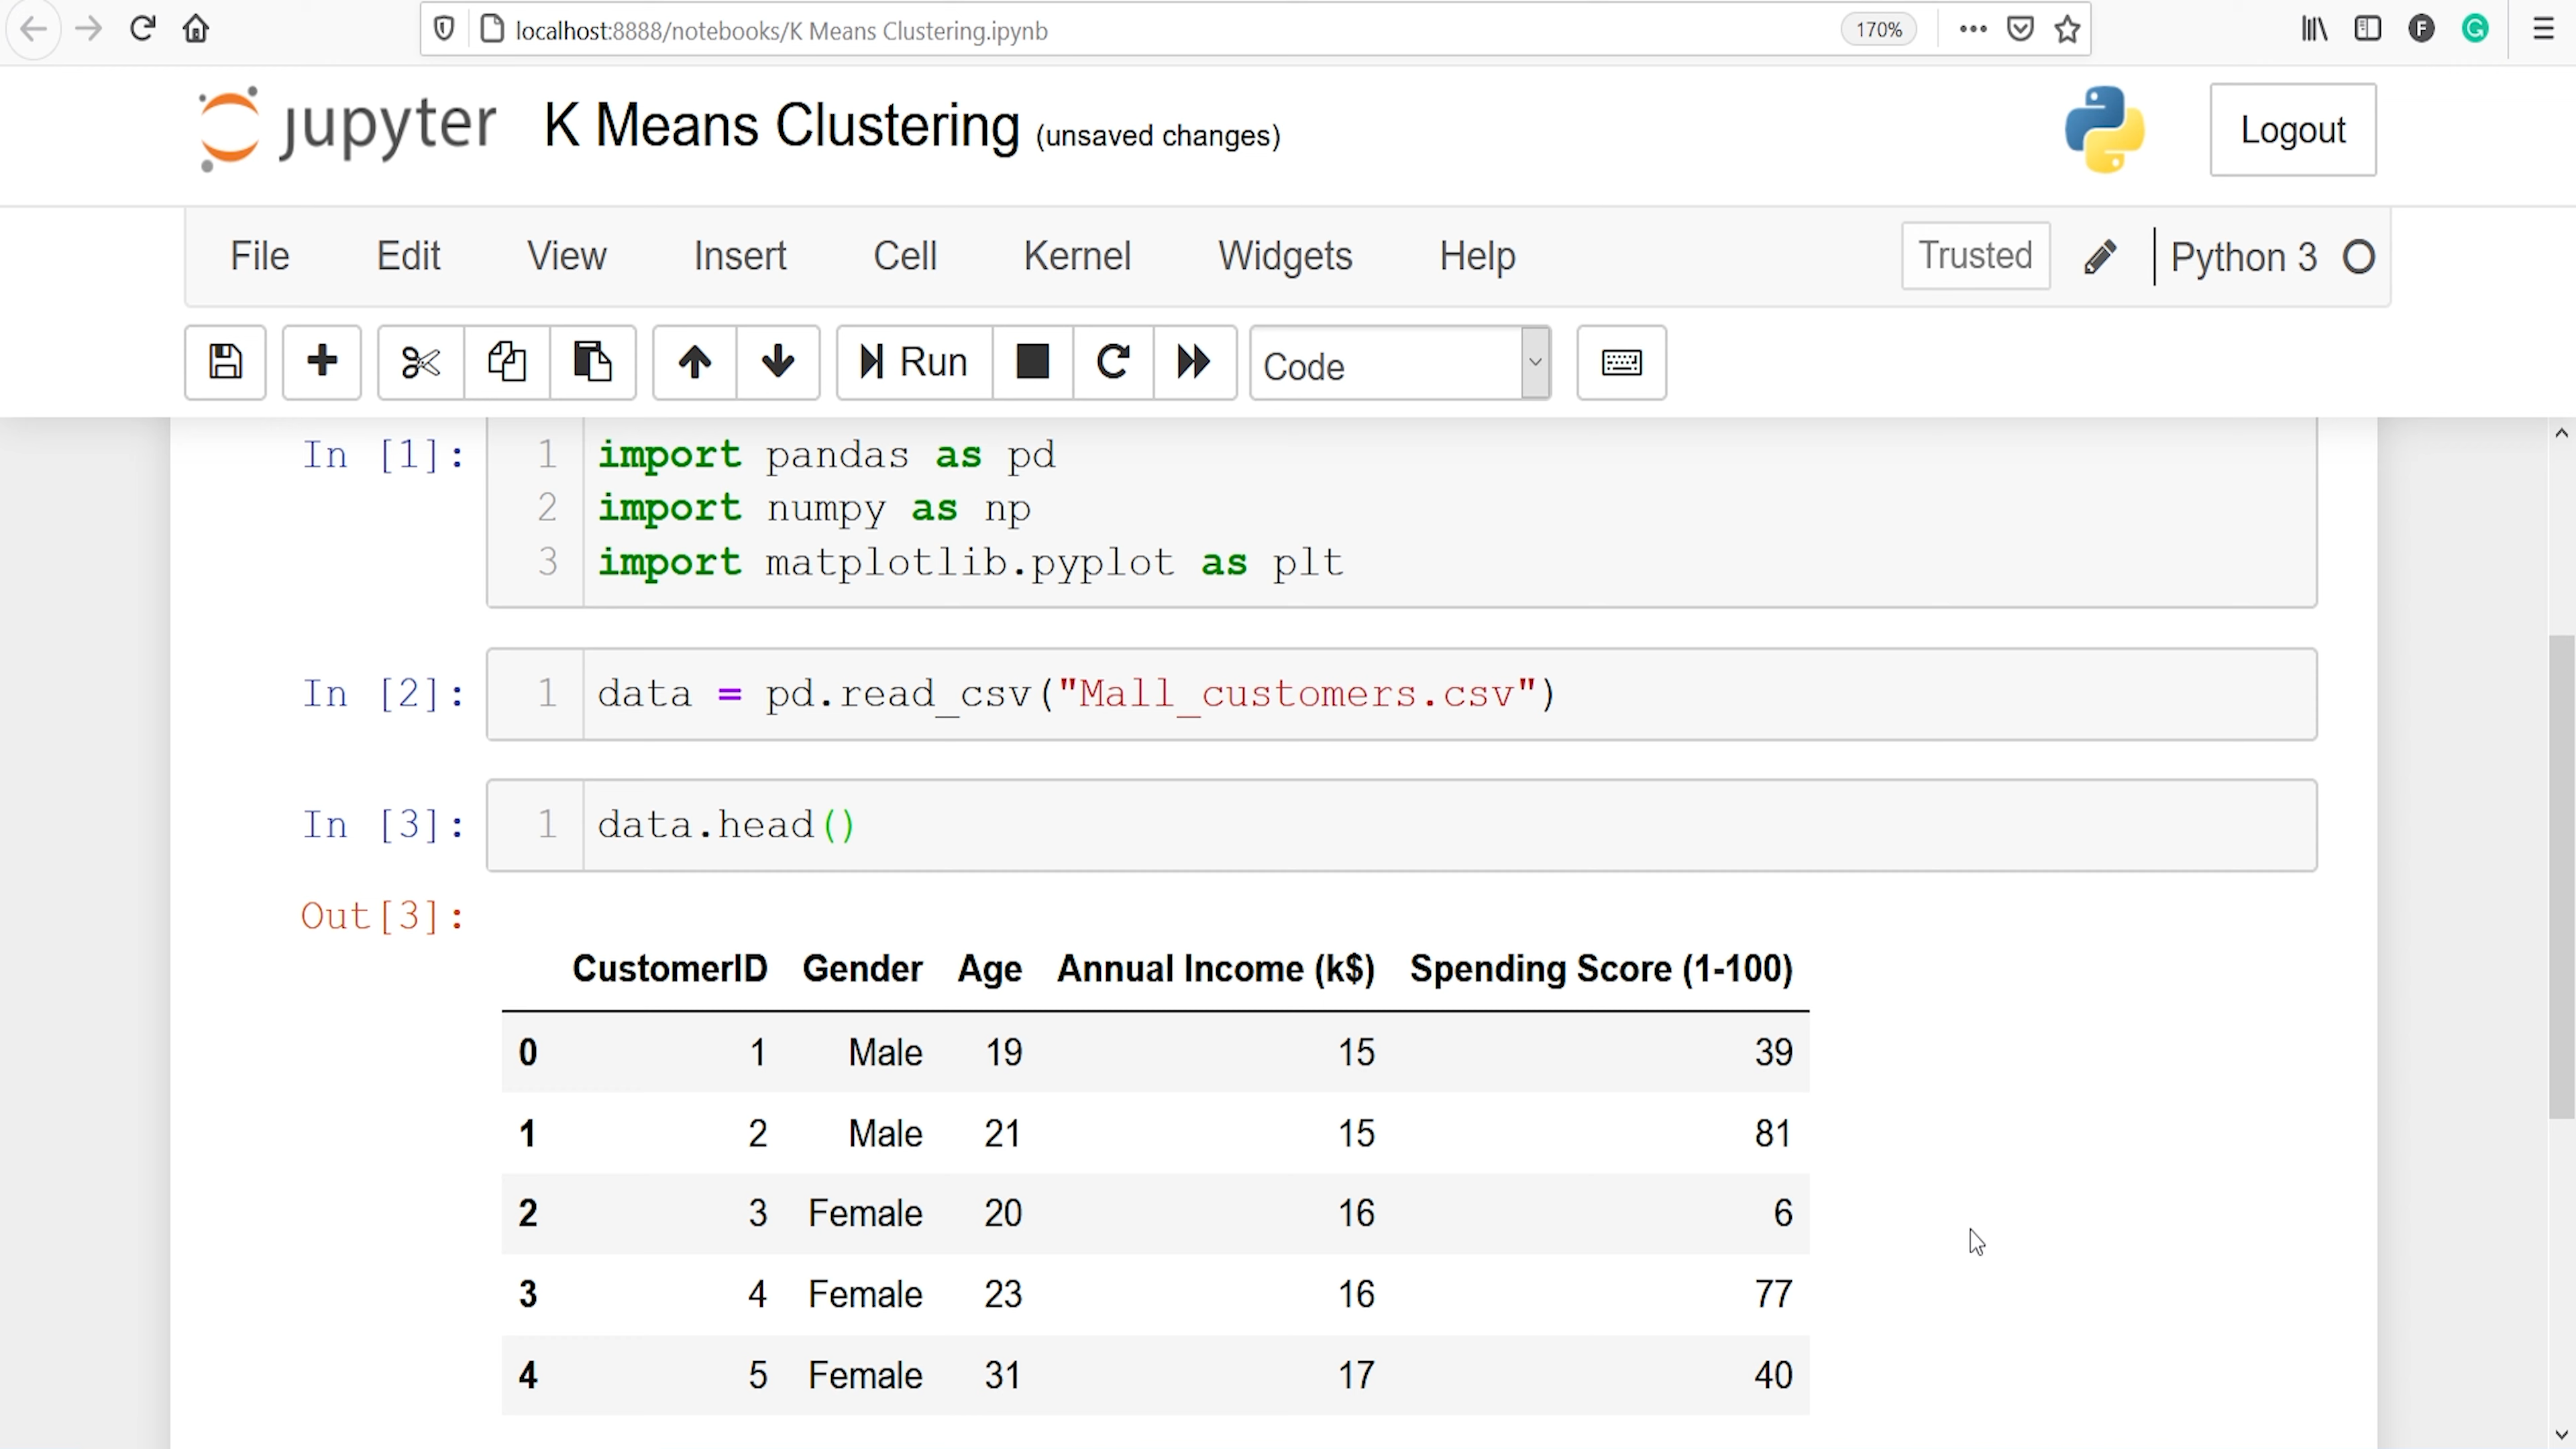 localhost:8888/notebooks/K Means Clustering.ipynb 170%
jupyter K Means Clustering (unsaved changes) Logout
File Edit View Insert Cell Kernel Widgets Help Trusted Python 3
Run Code
In [1]: 1 import pandas as pd
2 import numpy as np
3 import matplotlib.pyplot as plt
In [2]: 1 data = pd.read_csv("Mall_customers.csv")
In [3]: 1 data.head()
Out[3]:
CustomerID Gender Age Annual Income (k$) Spending Score (1-100)
0 1 Male 19 15 39
1 2 Male 21 15 81
2 3 Female 20 16 6
3 4 Female 23 16 77
4 5 Female 31 17 40